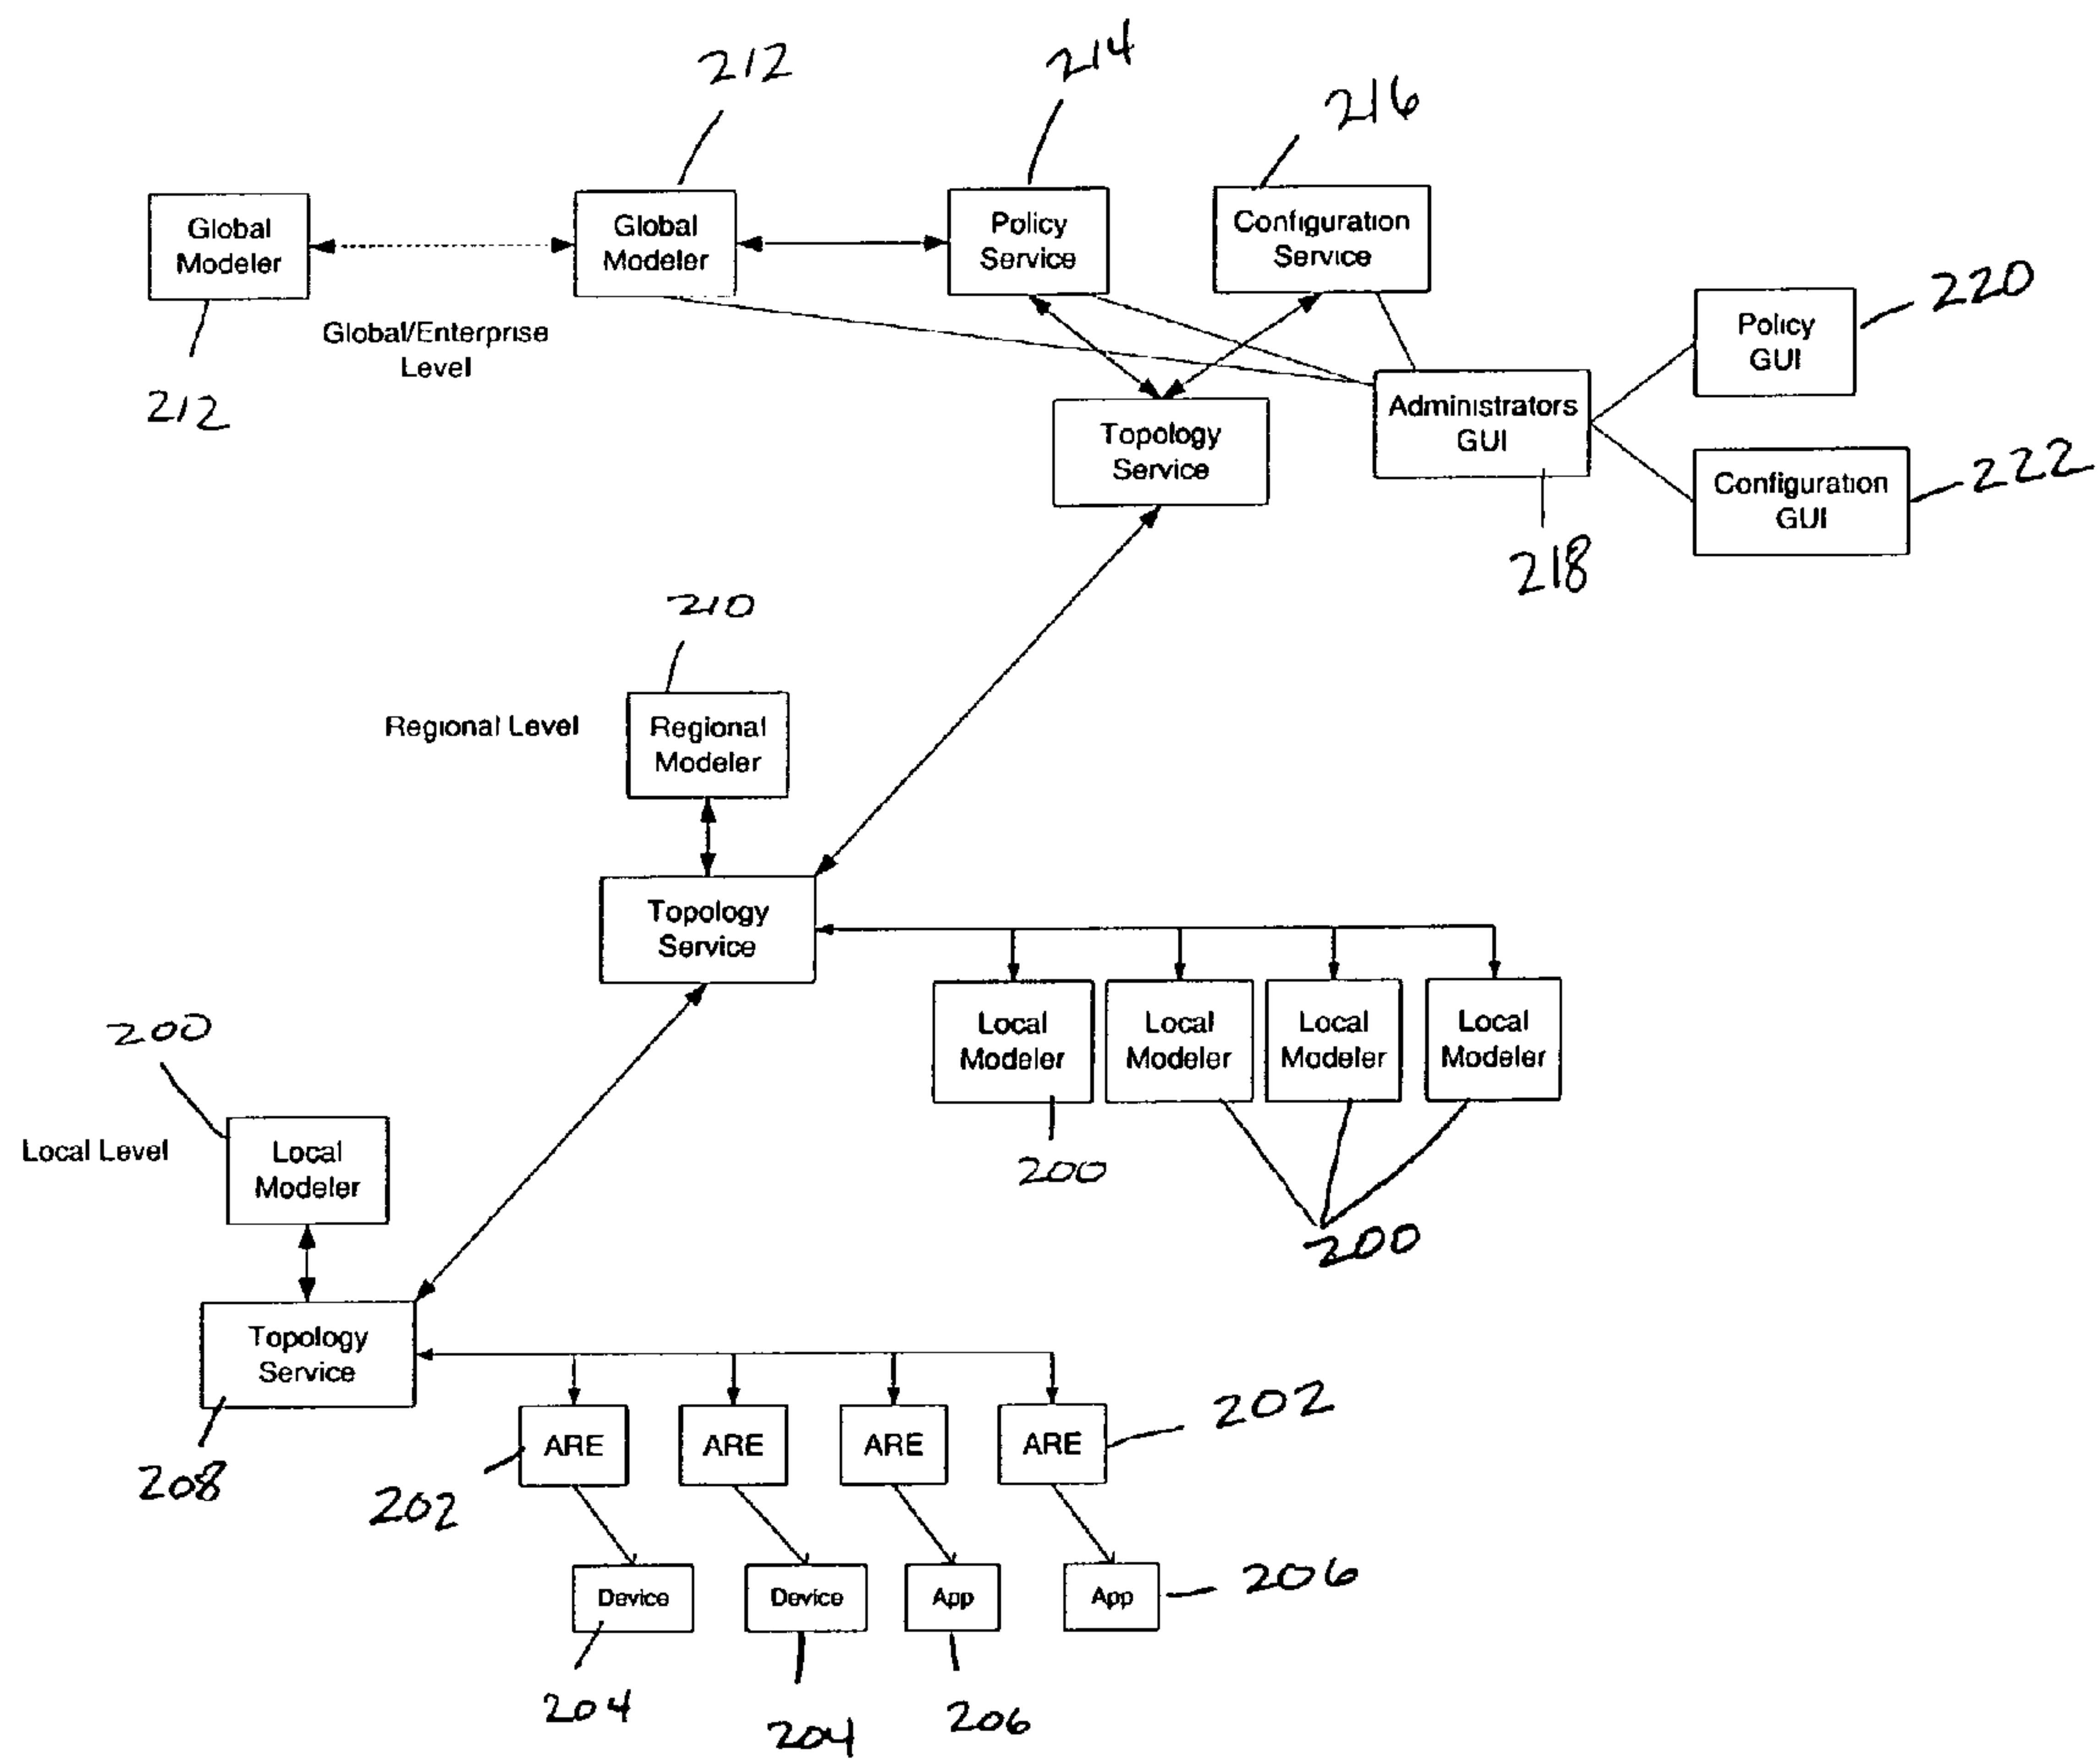 212
214
216
Global
Modeler
Global
Modeler
Policy
Service
Configuration
Service
220
Policy
GUI
Global/Enterprise
Level
212
Administrators
GUI
Topology
Service
222
Configuration
GUI
218
210
Regional Level
Regional
Modeler
Topology
Service
200
Local
Modeler
Local
Modeler
Local
Modeler
Local
Modeler
Local Level
Local
Modeler
200
200
Topology
Service
202
ARE
ARE
ARE
ARE
208
202
Device
Device
App
App
206
204
204
206